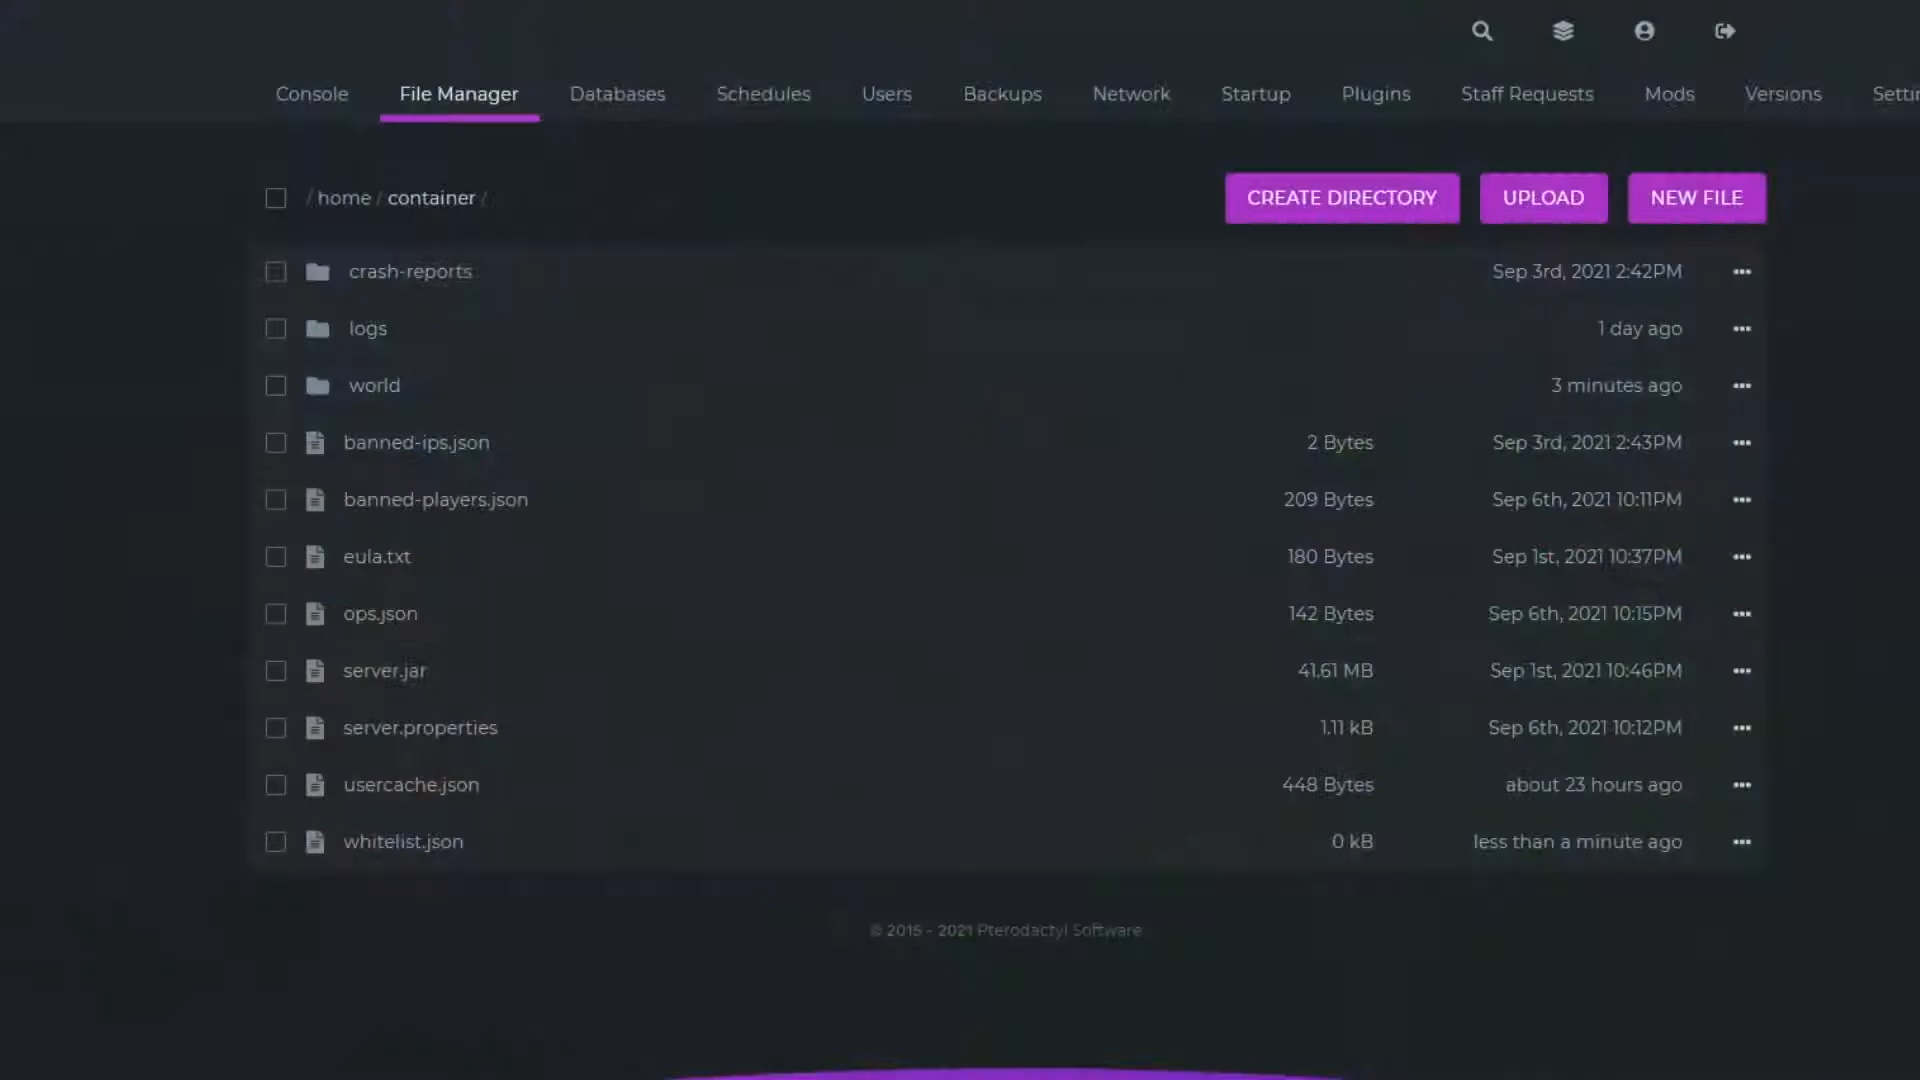 Console File Manager Databases Schedules Users Backups Network Startup Plugins Staff Requests Mods Versions Settin
/ home / container /
CREATE DIRECTORY UPLOAD NEW FILE
crash-reports Sep 3rd, 2021 2:42PM
logs 1 day ago
world 3 minutes ago
banned-ips.json 2 Bytes Sep 3rd, 2021 2:43PM
banned-players.json 209 Bytes Sep 6th, 2021 10:11PM
eula.txt 180 Bytes Sep 1st, 2021 10:37PM
ops.json 142 Bytes Sep 6th, 2021 10:15PM
server.jar 41.61 MB Sep 1st, 2021 10:46PM
server.properties 1.11 kB Sep 6th, 2021 10:12PM
usercache.json 448 Bytes about 23 hours ago
whitelist.json 0 kB less than a minute ago
© 2015 - 2021 Pterodactyl Software